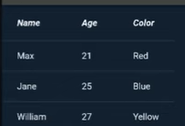 Name Age Color
Max 21 Red
Jane 25 Blue
William 27 Yellow